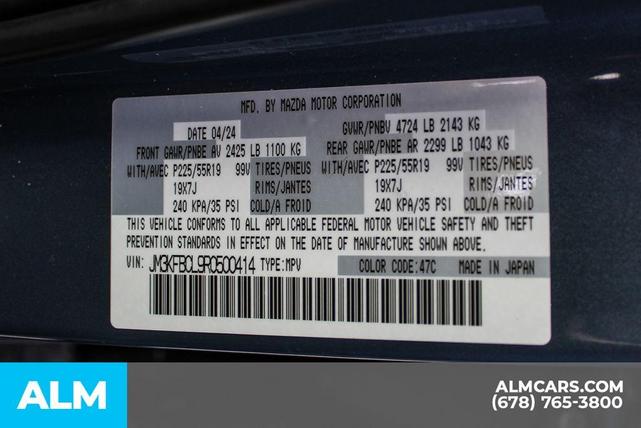 MFD. BY MAZDA MOTOR CORPORATION
DATE 04/24 GVWR/PNBV 4724 LB 2143 KG
FRONT GAWR/PNBE AV 2425 LB 1100 KG REAR GAWR/PNBE AR 2299 LB 1043 KG
WITH/AVEC P225/55R19 99V TIRES/PNEUS WITH/AVEC P225/55R19 99V TIRES/PNEUS
19X7J RIMS/JANTES 19X7J RIMS/JANTES
240 KPA/35 PSI COLD/A FROID 240 KPA/35 PSI COLD/A FROID
THIS VEHICLE CONFORMS TO ALL APPLICABLE FEDERAL MOTOR VEHICLE SAFETY AND THEFT
PREVENTION STANDARDS IN EFFECT ON THE DATE OF MANUFACTURE SHOWN ABOVE.
VIN: JM3KFBCL9R0500414 TYPE:MPV COLOR CODE:47C MADE IN JAPAN
ALM
ALMCARS.COM
(678) 765-3800